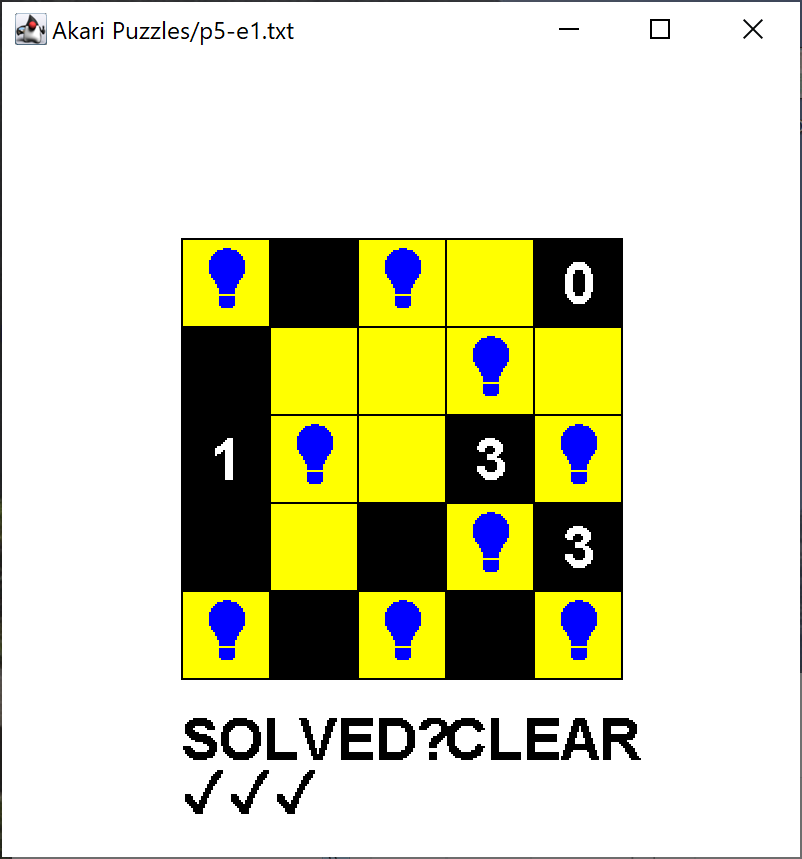 Akari Puzzles/p5-e1.txt
0
1 3
3
SOLVED?CLEAR
✓✓✓